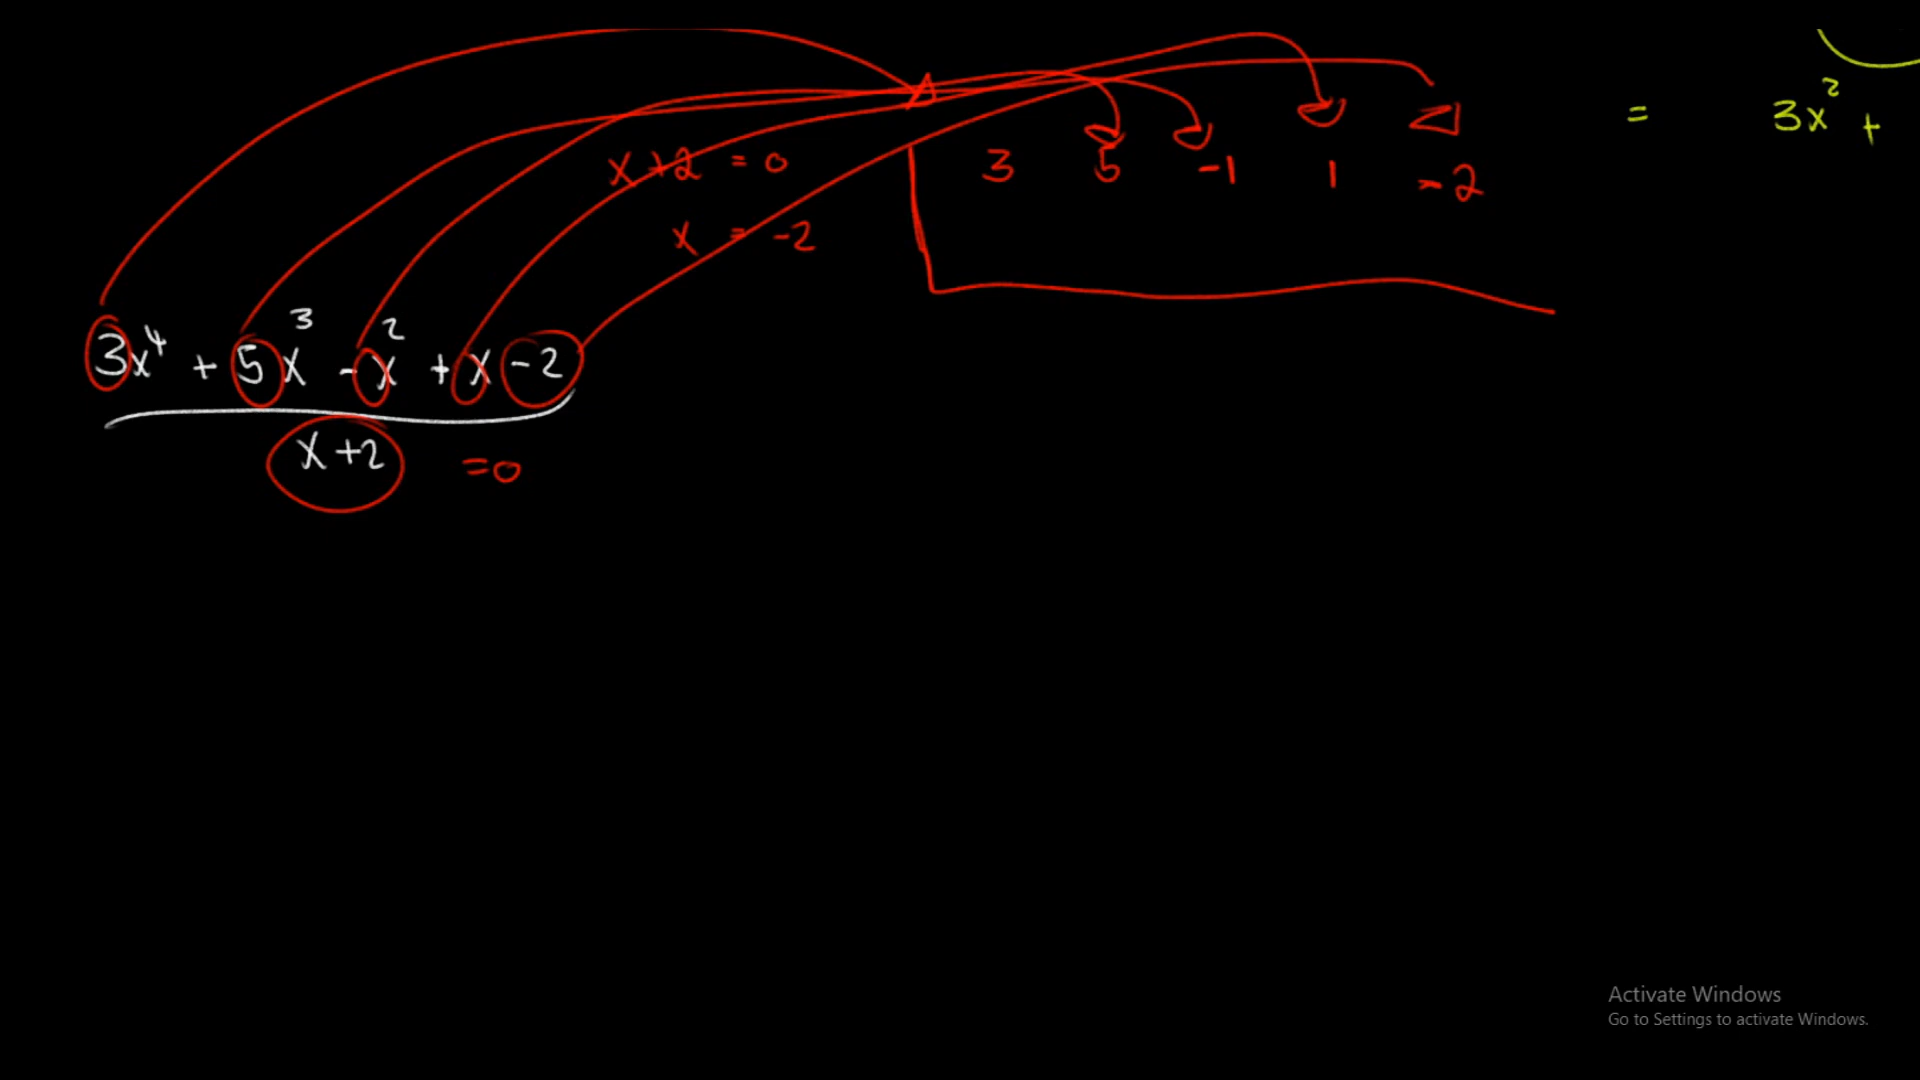 x + 2 = 0
x = -2
3 5 -1 1 -2
= 3x² +
3x⁴ + 5x³ - x² + x - 2
x + 2 = 0
Activate Windows
Go to Settings to activate Windows.